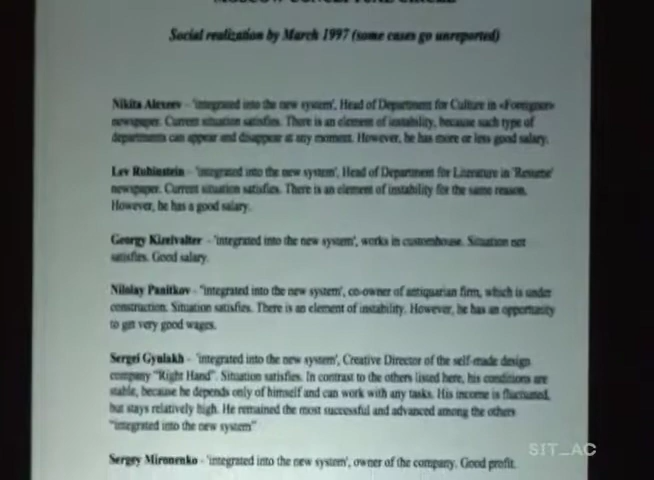 MOSCOW CONCEPTUAL CIRCLE
Social realization by March 1997 (some cases go unreported)
Nikita Alexeev - 'integrated into the new system', Head of Department for Culture in «Foreigner»
newspaper. Current situation satisfies. There is an element of instability, because such type of
departments can appear and disappear at any moment. However, he has more or less good salary.
Lev Rubinstein - 'integrated into the new system', Head of Department for Literature in 'Resume'
newspaper. Current situation satisfies. There is an element of instability for the same reason.
However, he has a good salary.
Georgy Kizelvalter - 'integrated into the new system', works in customhouse. Situation not
satisfies. Good salary.
Nilolay Panitkov - "integrated into the new system', co-owner of antiquarian firm, which is under
construction. Situation satisfies. There is an element of instability. However, he has an opportunity
to get very good wages.
Sergei Gyulakh - 'integrated into the new system', Creative Director of the self-made design
company "Right Hand". Situation satisfies. In contrast to the others listed here, his conditions are
stable, because he depends only of himself and can work with any tasks. His income is fluctuated,
but stays relatively high. He remained the most successful and advanced among the others
"integrated into the new system"
Sergey Mironenko - 'integrated into the new system', owner of the company. Good profit.
SIT_AC